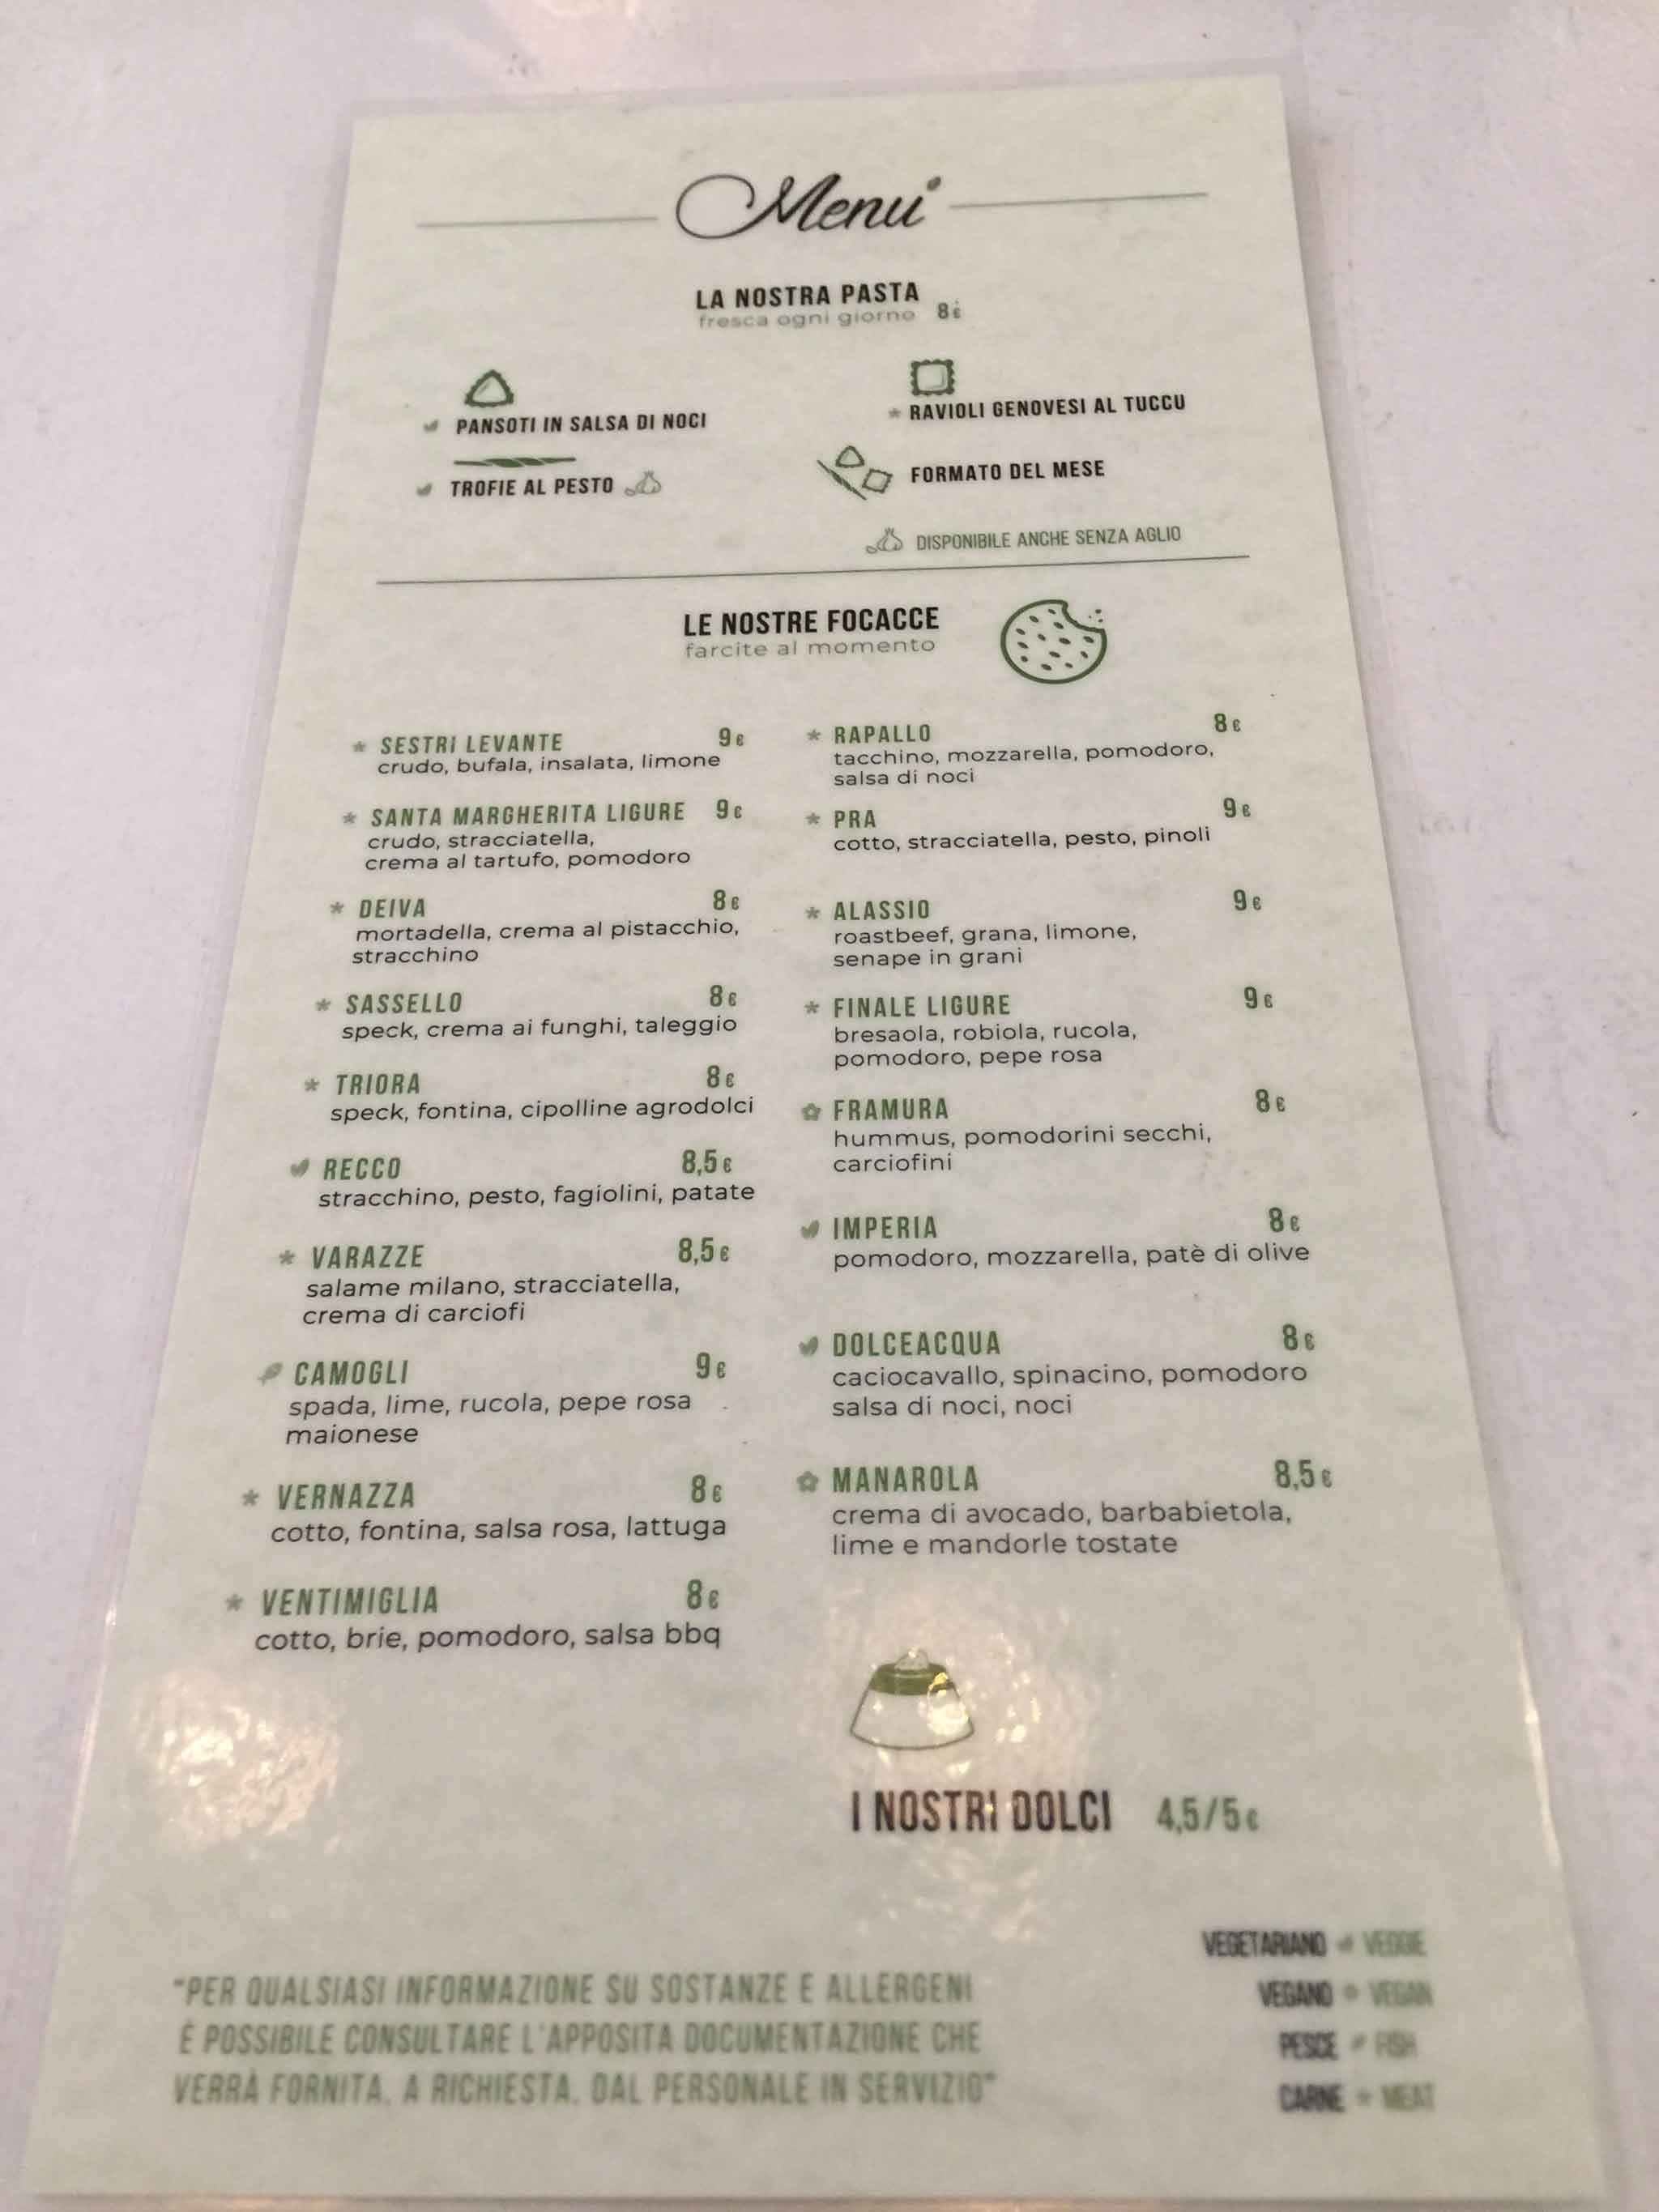 Menu
LA NOSTRA PASTA
fresca ogni giorno 8€
PANSOTI IN SALSA DI NOCI
RAVIOLI GENOVESI AL TUCCU
TROFIE AL PESTO
FORMATO DEL MESE
DISPONIBILE ANCHE SENZA AGLIO
LE NOSTRE FOCACCE
farcite al momento
* SESTRI LEVANTE 9€
crudo, bufala, insalata, limone
* SANTA MARGHERITA LIGURE 9€
crudo, stracciatella,
crema al tartufo, pomodoro
* DEIVA 8€
mortadella, crema al pistacchio,
stracchino
* SASSELLO 8€
speck, crema ai funghi, taleggio
* TRIORA 8€
speck, fontina, cipolline agrodolci
RECCO 8,5€
stracchino, pesto, fagiolini, patate
* VARAZZE 8,5€
salame milano, stracciatella,
crema di carciofi
CAMOGLI 9€
spada, lime, rucola, pepe rosa
maionese
* VERNAZZA 8€
cotto, fontina, salsa rosa, lattuga
* VENTIMIGLIA 8€
cotto, brie, pomodoro, salsa bbq
* RAPALLO 8€
tacchino, mozzarella, pomodoro,
salsa di noci
* PRA 9€
cotto, stracciatella, pesto, pinoli
* ALASSIO 9€
roastbeef, grana, limone,
senape in grani
* FINALE LIGURE 9€
bresaola, robiola, rucola,
pomodoro, pepe rosa
FRAMURA 8€
hummus, pomodorini secchi,
carciofini
IMPERIA 8€
pomodoro, mozzarella, patè di olive
DOLCEACQUA 8€
caciocavallo, spinacino, pomodoro
salsa di noci, noci
MANAROLA 8,5€
crema di avocado, barbabietola,
lime e mandorle tostate
I NOSTRI DOLCI 4,5/5€
"PER QUALSIASI INFORMAZIONE SU SOSTANZE E ALLERGENI
È POSSIBILE CONSULTARE L'APPOSITA DOCUMENTAZIONE CHE
VERRÀ FORNITA, A RICHIESTA, DAL PERSONALE IN SERVIZIO"
VEGETARIANO VEGGIE
VEGANO VEGAN
PESCE FISH
CARNE * MEAT